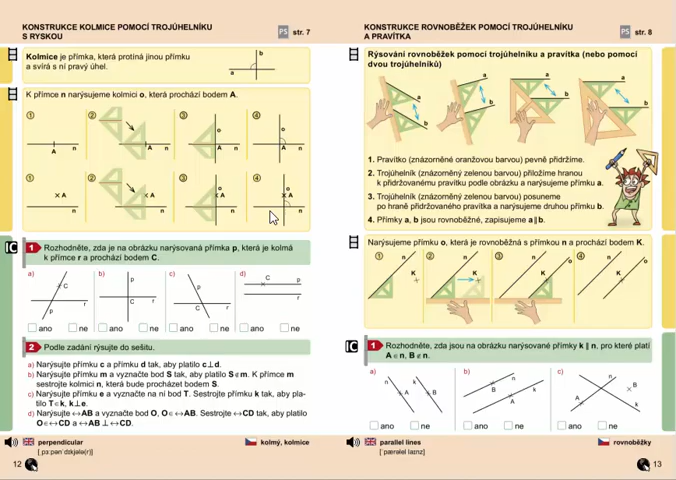 KONSTRUKCE KOLMICE POMOCÍ TROJÚHELNÍKU
S RYSKOU
PS str. 7
Kolmice je přímka, která protíná jinou přímku
a svírá s ní pravý úhel.
b
a
K přímce n narýsujeme kolmici o, která prochází bodem A.
1 2 3 4
A n
A n
o
A n
o
A n
A
n
A
n
o
A
n
o
A
n
1 Rozhodněte, zda je na obrázku narýsovaná přímka p, která je kolmá
k přímce r a prochází bodem C.
a) b) c) d)
C r p
p C r
p C r
C p r
ano ne ano ne ano ne ano ne
2 Podle zadání rýsujte do sešitu.
a) Narýsujte přímku c a přímku d tak, aby platilo c⊥d.
b) Narýsujte přímku m a vyznačte bod S tak, aby platilo S∉m. K přímce m
sestrojte kolmici n, která bude procházet bodem S.
c) Narýsujte přímku e a vyznačte na ní bod T. Sestrojte přímku k tak, aby pla-
tilo T∈k, k⊥e.
d) Narýsujte ↔AB a vyznačte bod O, O∈↔AB. Sestrojte ↔CD tak, aby platilo
O∈↔CD a ↔AB ⊥ ↔CD.
perpendicular
kolmý, kolmice
12
KONSTRUKCE ROVNOBĚŽEK POMOCÍ TROJÚHELNÍKU
A PRAVÍTKA
PS str. 8
Rýsování rovnoběžek pomocí trojúhelníku a pravítka (nebo pomocí
dvou trojúhelníků)
a b a b a b a b
1. Pravítko (znázorněné oranžovou barvou) pevně přidržíme.
2. Trojúhelník (znázorněný zelenou barvou) přiložíme hranou
k přidržovanému pravítku podle obrázku a narýsujeme přímku a.
3. Trojúhelník (znázorněný zelenou barvou) posuneme
po hraně přidržovaného pravítka a narýsujeme druhou přímku b.
4. Přímky a, b jsou rovnoběžné, zapisujeme a∥b.
Narýsujeme přímku o, která je rovnoběžná s přímkou n a prochází bodem K.
1 2 3 4
n K
n K
n o K
n o K
1 Rozhodněte, zda jsou na obrázku narýsované přímky k ∥ n, pro které platí
A∈n, B∉n.
a) b) c)
n k A B
n B A k
n B A k
ano ne ano ne ano ne
parallel lines
rovnoběžky
13